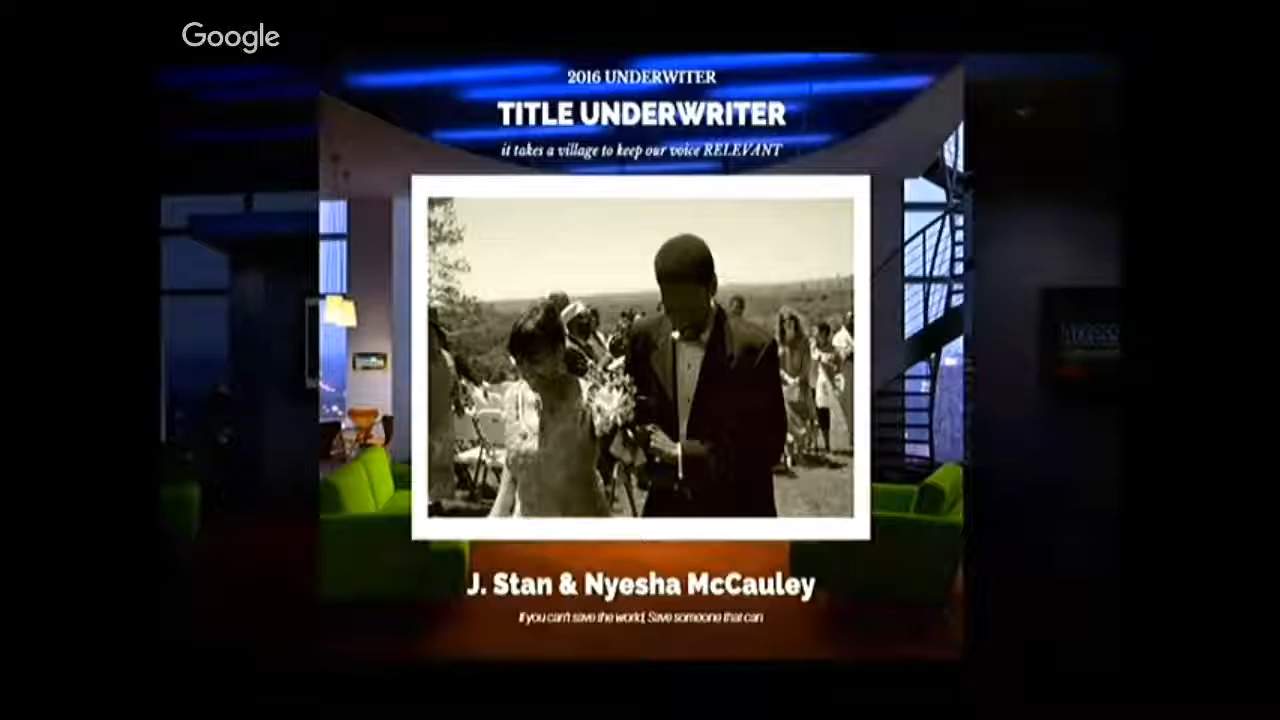 Google
2016 UNDERWITER
TITLE UNDERWRITER
it takes a village to keep our voice RELEVANT
J. Stan & Nyesha McCauley
If you can't save the world, Save someone that can